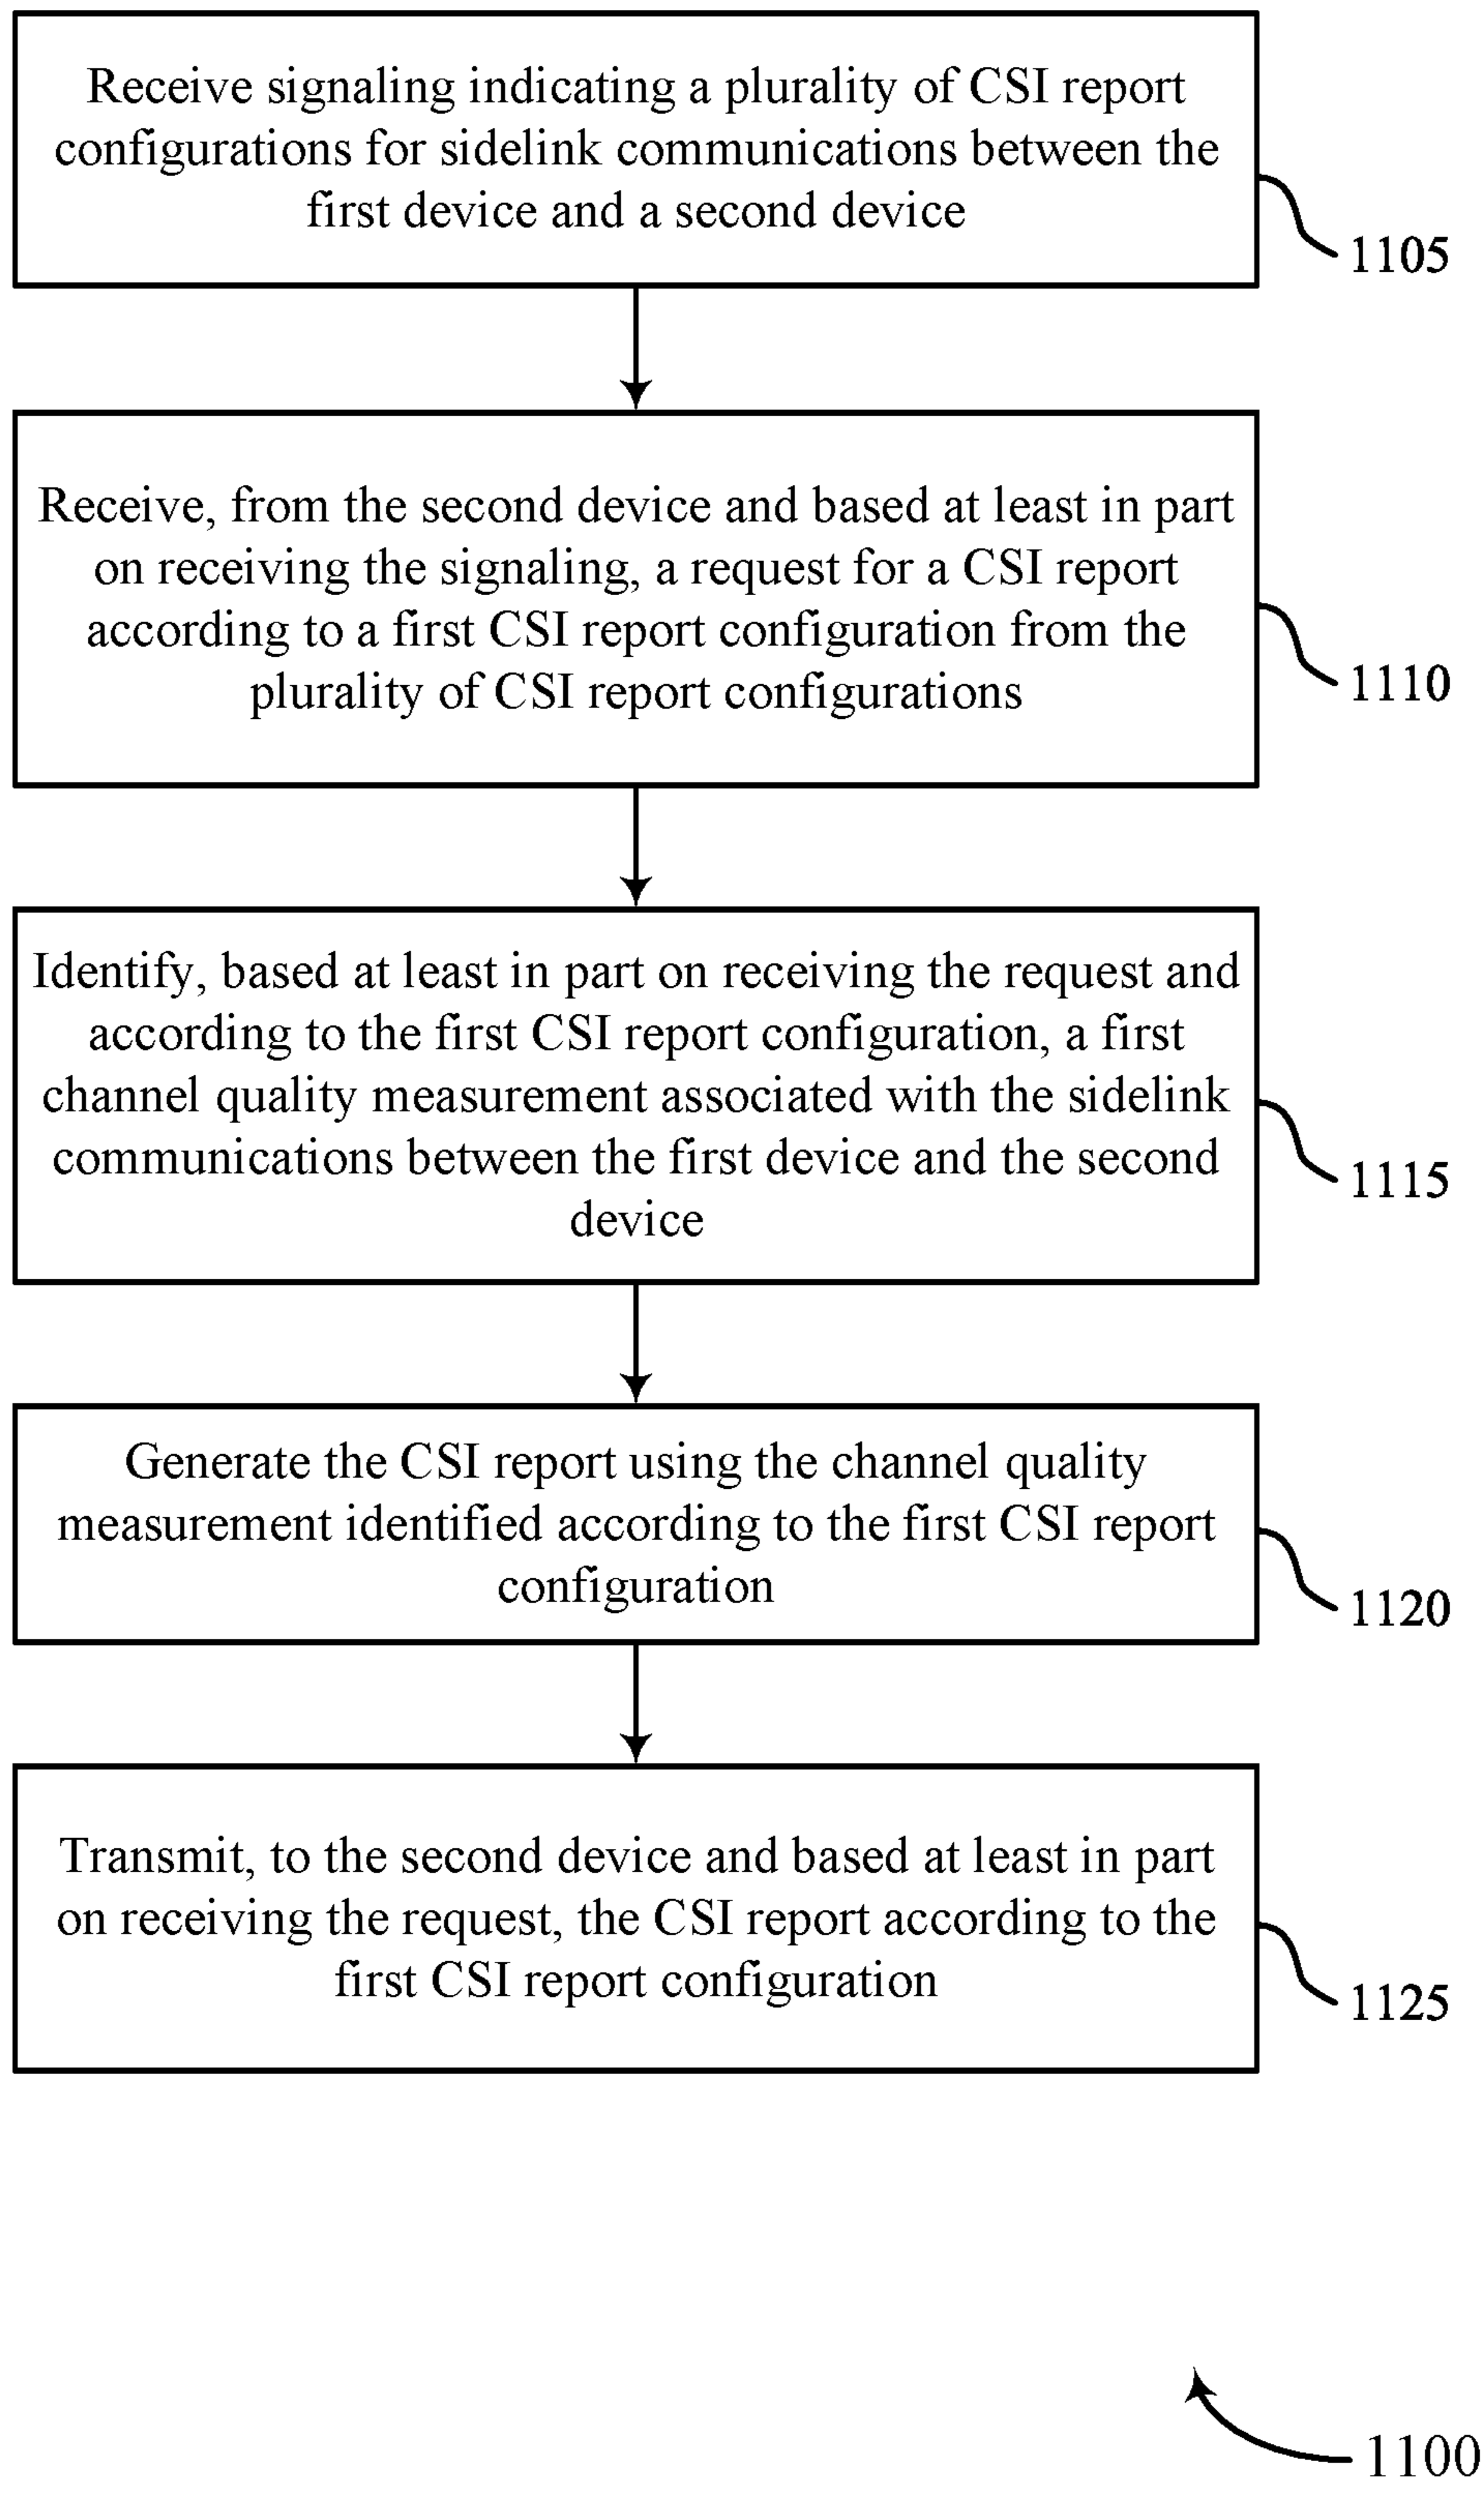 Receive signaling indicating a plurality of CSI report
configurations for sidelink communications between the
first device and a second device
1105
Receive, from the second device and based at least in part
on receiving the signaling, a request for a CSI report
according to a first CSI report configuration from the
plurality of CSI report configurations
1110
Identify, based at least in part on receiving the request and
according to the first CSI report configuration, a first
channel quality measurement associated with the sidelink
communications between the first device and the second
device
1115
Generate the CSI report using the channel quality
measurement identified according to the first CSI report
configuration
1120
Transmit, to the second device and based at least in part
on receiving the request, the CSI report according to the
first CSI report configuration
1125
1100